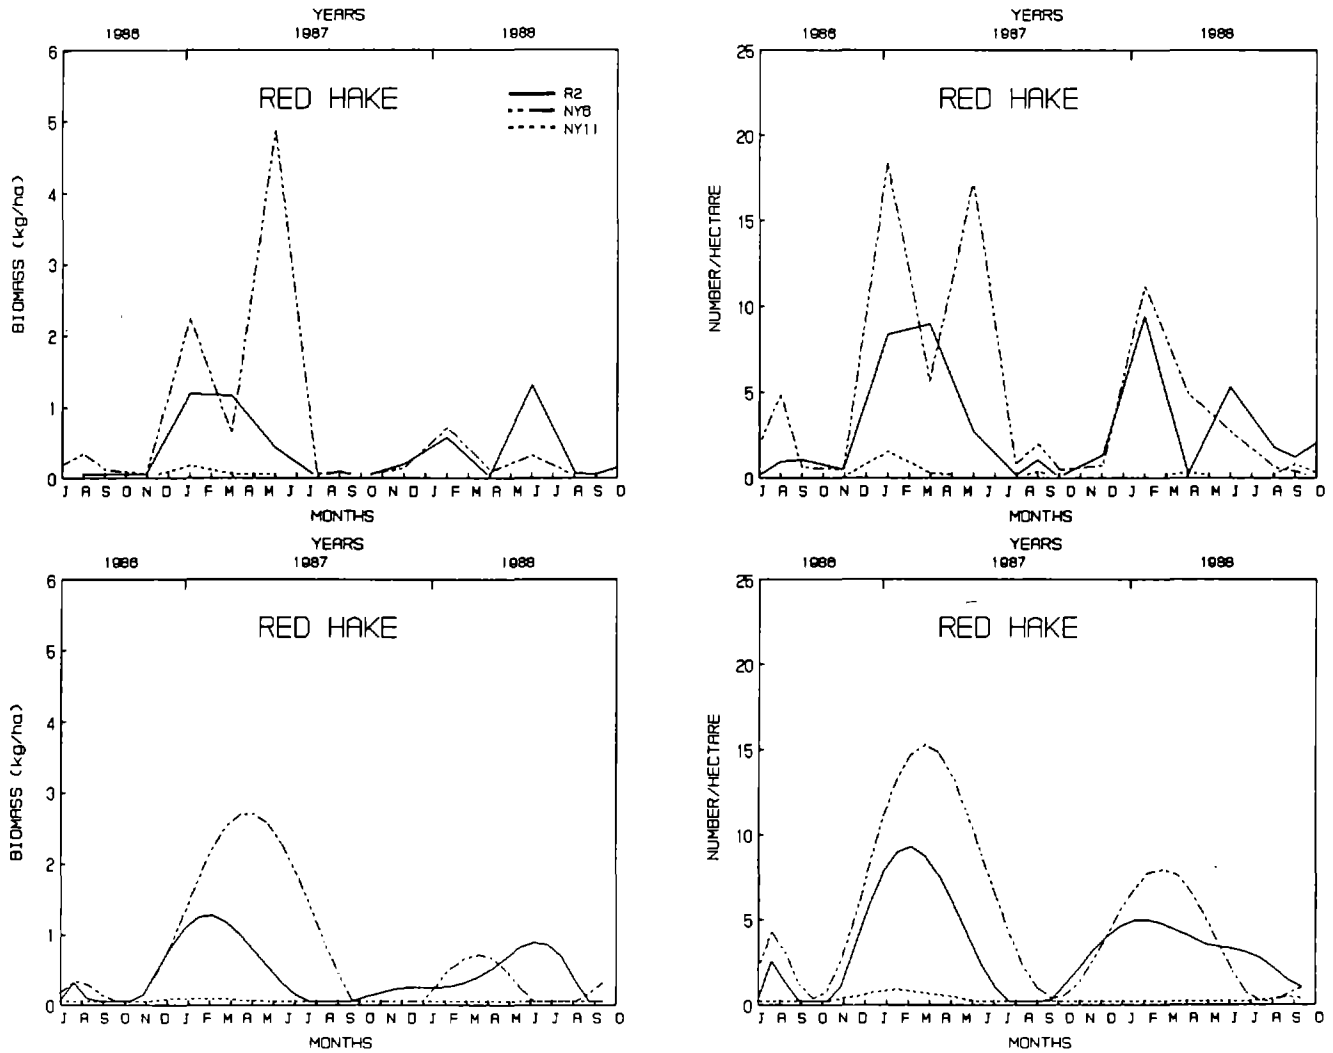 YEARS
1986 1987 1988
RED HAKE
R2
NY6
NY11
BIOMASS (kg/ha)
6
5
4
3
2
1
0
J A S O N D J F M A M J J A S O N D J F M A M J J A S O
MONTHS
YEARS
1986 1987 1988
RED HAKE
NUMBER/HECTARE
25
20
15
10
5
0
J A S O N D J F M A M J J A S O N D J F M A M J J A S O
MONTHS
YEARS
1986 1987 1988
RED HAKE
BIOMASS (kg/ha)
6
5
4
3
2
1
0
J A S O N D J F M A M J J A S O N D J F M A M J J A S O
MONTHS
YEARS
1986 1987 1988
RED HAKE
NUMBER/HECTARE
25
20
15
10
5
0
J A S O N D J F M A M J J A S O N D J F M A M J J A S O
MONTHS